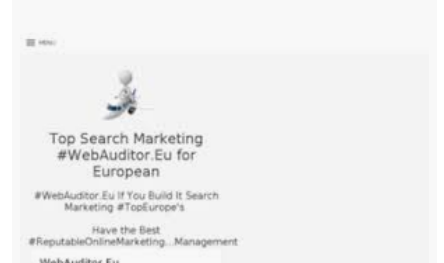 MENU
Top Search Marketing
#WebAuditor.Eu for
European
#WebAuditor.Eu If You Build It Search
Marketing #TopEurope's
Have the Best
#ReputableOnlineMarketing...Management
WebAuditor.Eu